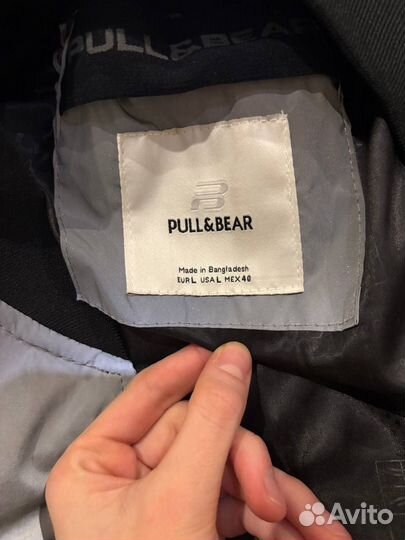 PULL&BEAR
PULL&BEAR
Made in Bangladesh
EUR L USA L MEX 40
Avito